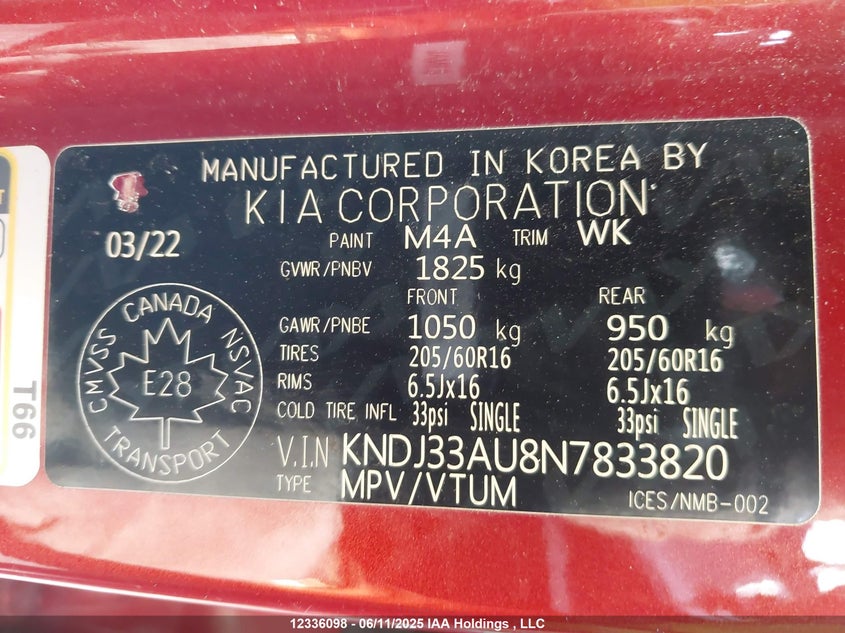 MANUFACTURED IN KOREA BY
KIA CORPORATION
03/22
PAINT M4A TRIM WK
GVWR/PNBV 1825 kg
FRONT REAR
GAWR/PNBE 1050 kg 950 kg
TIRES 205/60R16 205/60R16
RIMS 6.5Jx16 6.5Jx16
COLD TIRE INFL 33psi SINGLE 33psi SINGLE
V.I.N KNDJ33AU8N7833820
TYPE MPV/VTUM
ICES/NMB-002
CANADA
CMVSS NSVAC
E28
TRANSPORT
T66
12336098 - 06/11/2025 IAA Holdings , LLC